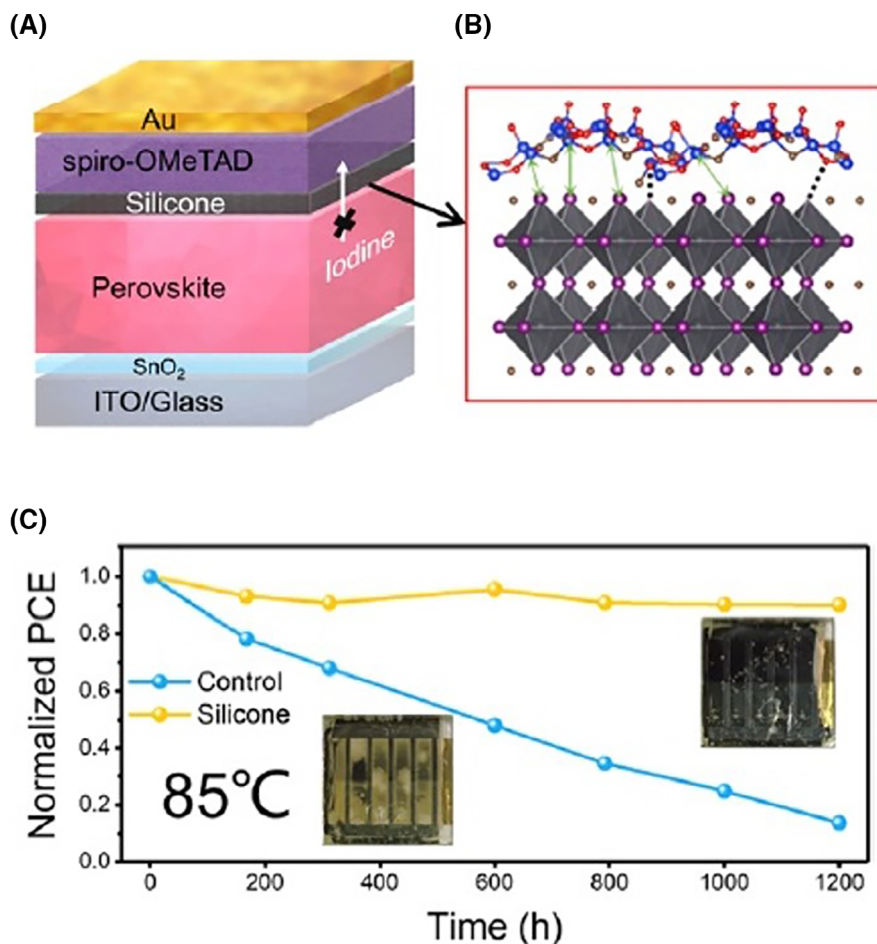 (A)
Au
spiro-OMeTAD
Silicone
Iodine
Perovskite
SnO₂
ITO/Glass
(B)
(C)
Normalized PCE
1.0
0.8
0.6
0.4
0.2
0.0
Control
Silicone
85℃
0 200 400 600 800 1000 1200
Time (h)